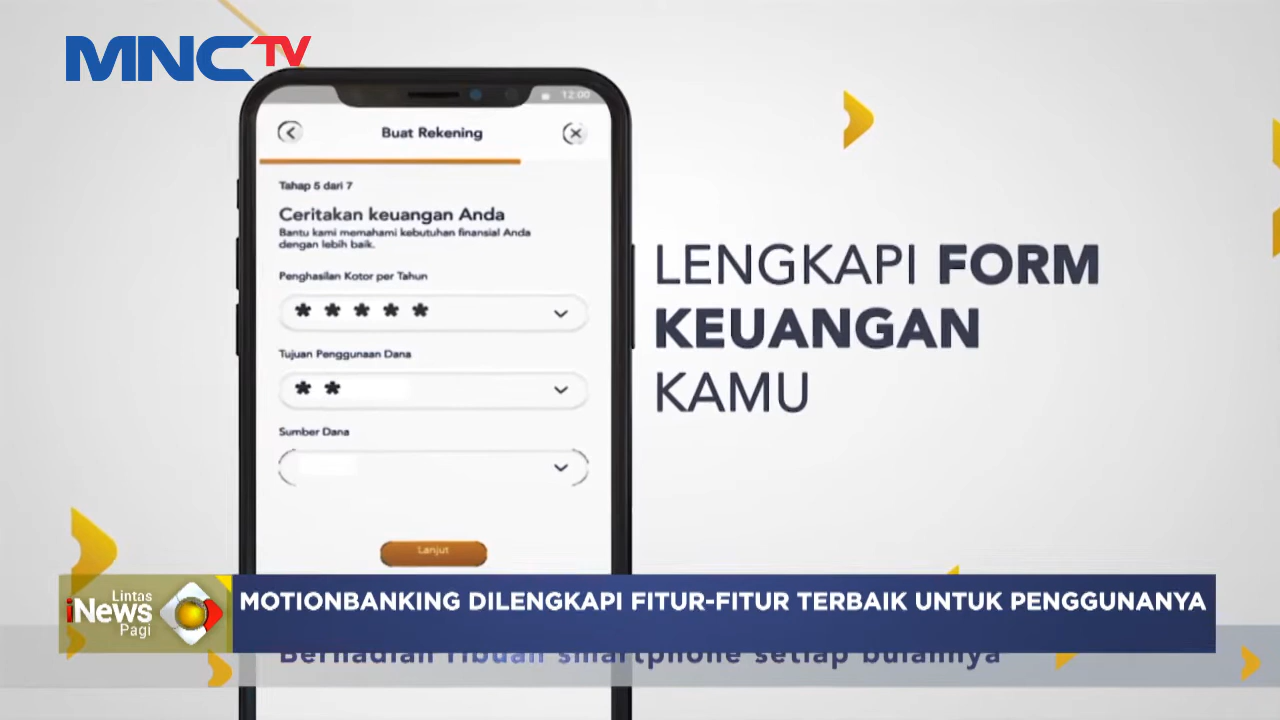 MNCTV
12:00
Buat Rekening
Tahap 5 dari 7
Ceritakan keuangan Anda
Bantu kami memahami kebutuhan finansial Anda
dengan lebih baik.
Penghasilan Kotor per Tahun
* * * * *
Tujuan Penggunaan Dana
* *
Sumber Dana
Lanjut
LENGKAPI FORM
KEUANGAN
KAMU
Lintas
iNews
Pagi
MOTIONBANKING DILENGKAPI FITUR-FITUR TERBAIK UNTUK PENGGUNANYA
Berhadiah ribuan smartphone setiap bulannya